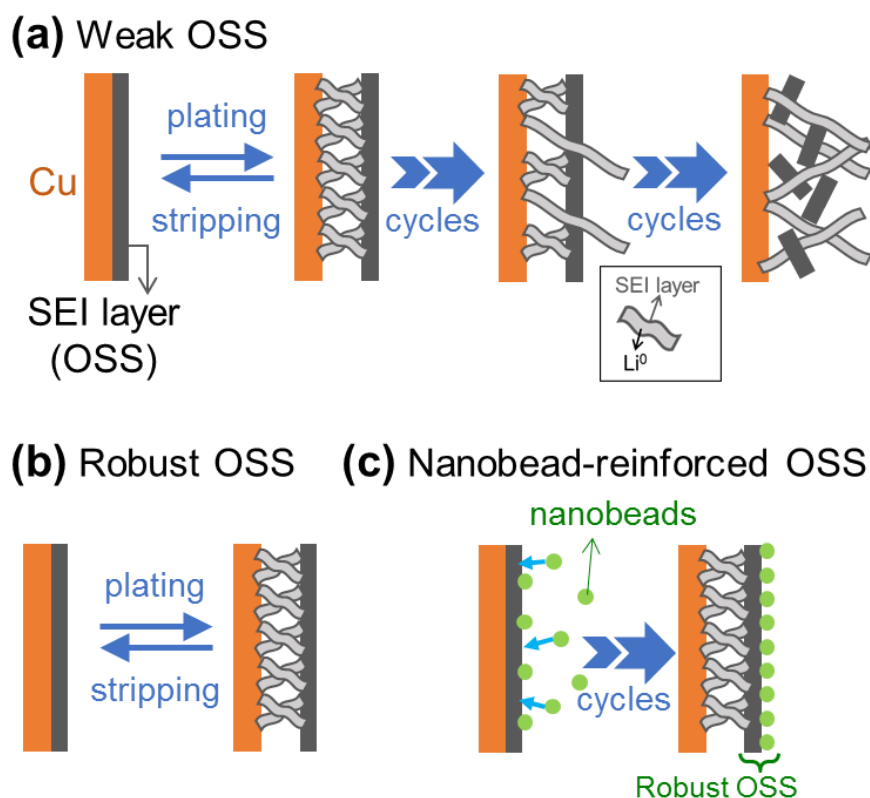 (a) Weak OSS
plating
Cu
stripping
cycles
cycles
SEI layer
(OSS)
SEI layer
Li⁰
(b) Robust OSS
(c) Nanobead-reinforced OSS
nanobeads
plating
stripping
cycles
Robust OSS